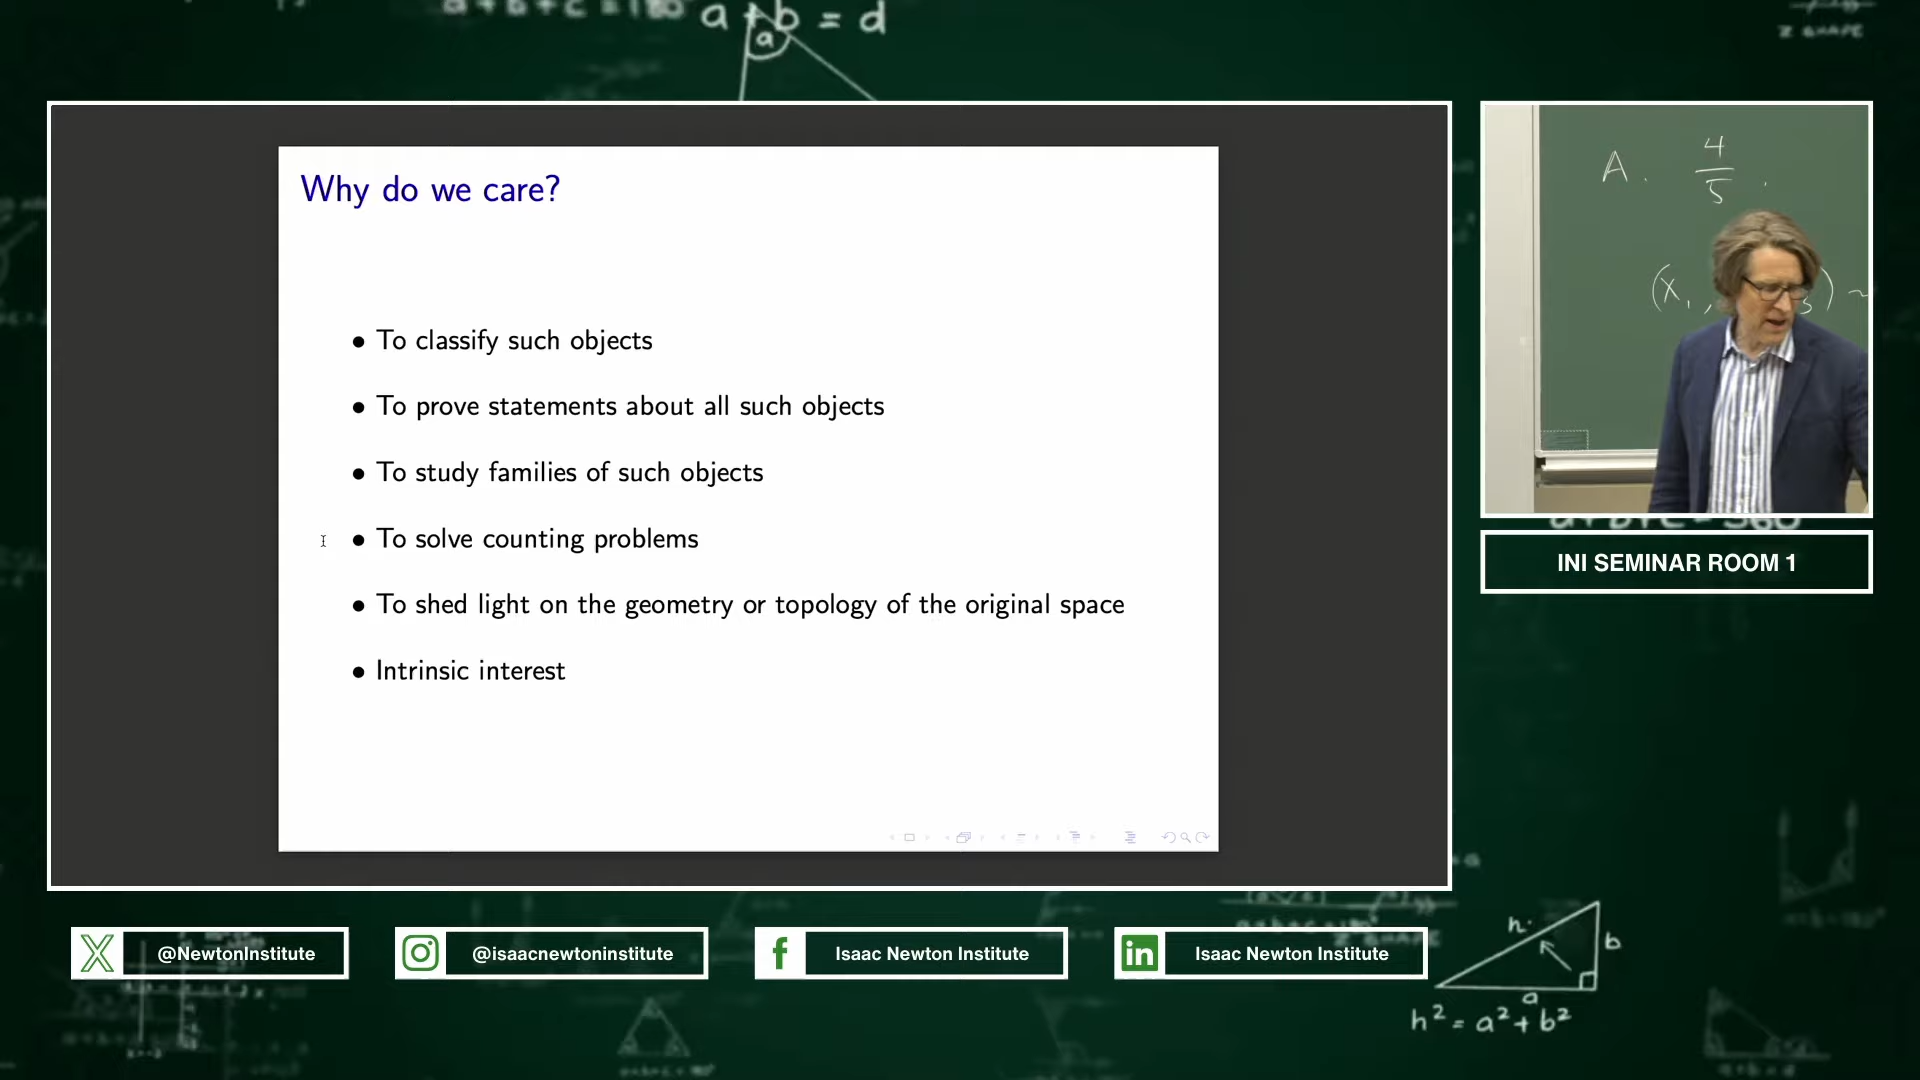 a + b = d
a
Why do we care?
• To classify such objects
• To prove statements about all such objects
• To study families of such objects
• To solve counting problems
• To shed light on the geometry or topology of the original space
• Intrinsic interest
A. 4/5.
(x₁,
INI SEMINAR ROOM 1
@NewtonInstitute
@isaacnewtoninstitute
Isaac Newton Institute
Isaac Newton Institute
h
b
a
h² = a² + b²